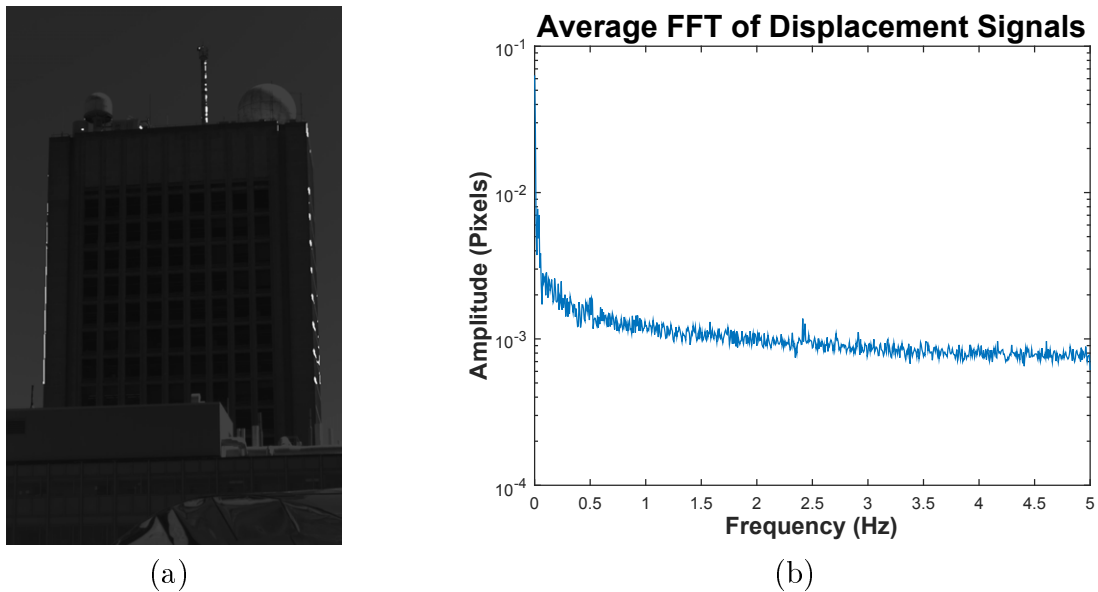 Average FFT of Displacement Signals
10^-1
10^-2
10^-3
10^-4
Amplitude (Pixels)
0 0.5 1 1.5 2 2.5 3 3.5 4 4.5 5
Frequency (Hz)
(a) (b)